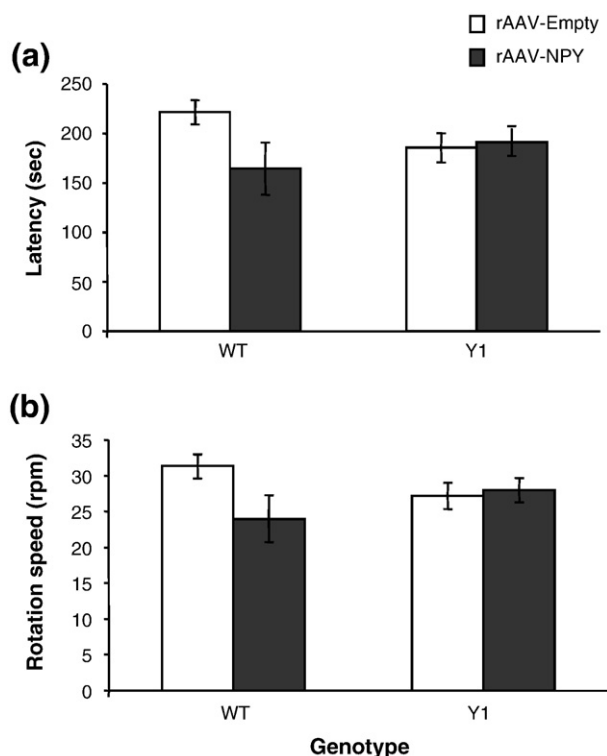 rAAV-Empty
rAAV-NPY
(a)
Latency (sec)
250
200
150
100
50
0
WT Y1
(b)
Rotation speed (rpm)
35
30
25
20
15
10
5
0
WT Y1
Genotype